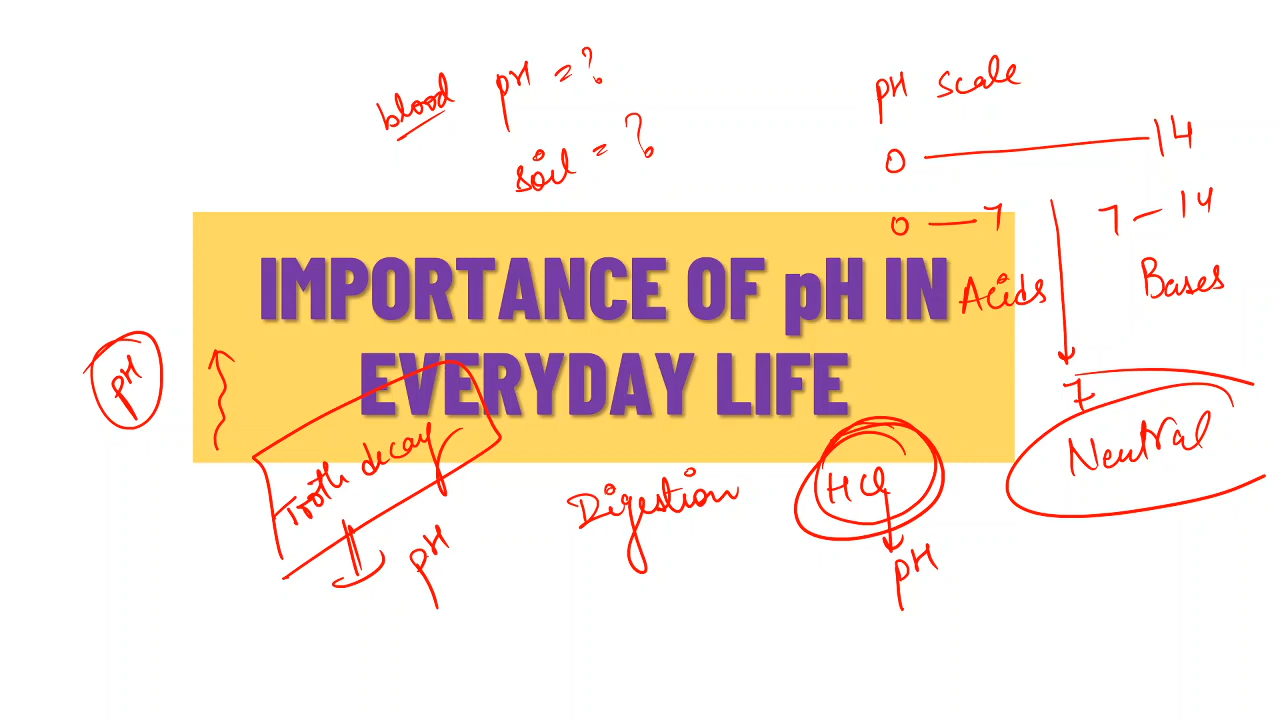 blood pH = ?
soil = ?
pH scale
0 — 14
0 — 7
7 — 14
Acids
Bases
7
Neutral
IMPORTANCE OF pH IN
EVERYDAY LIFE
pH
Tooth decay
pH
Digestion
HCl
pH